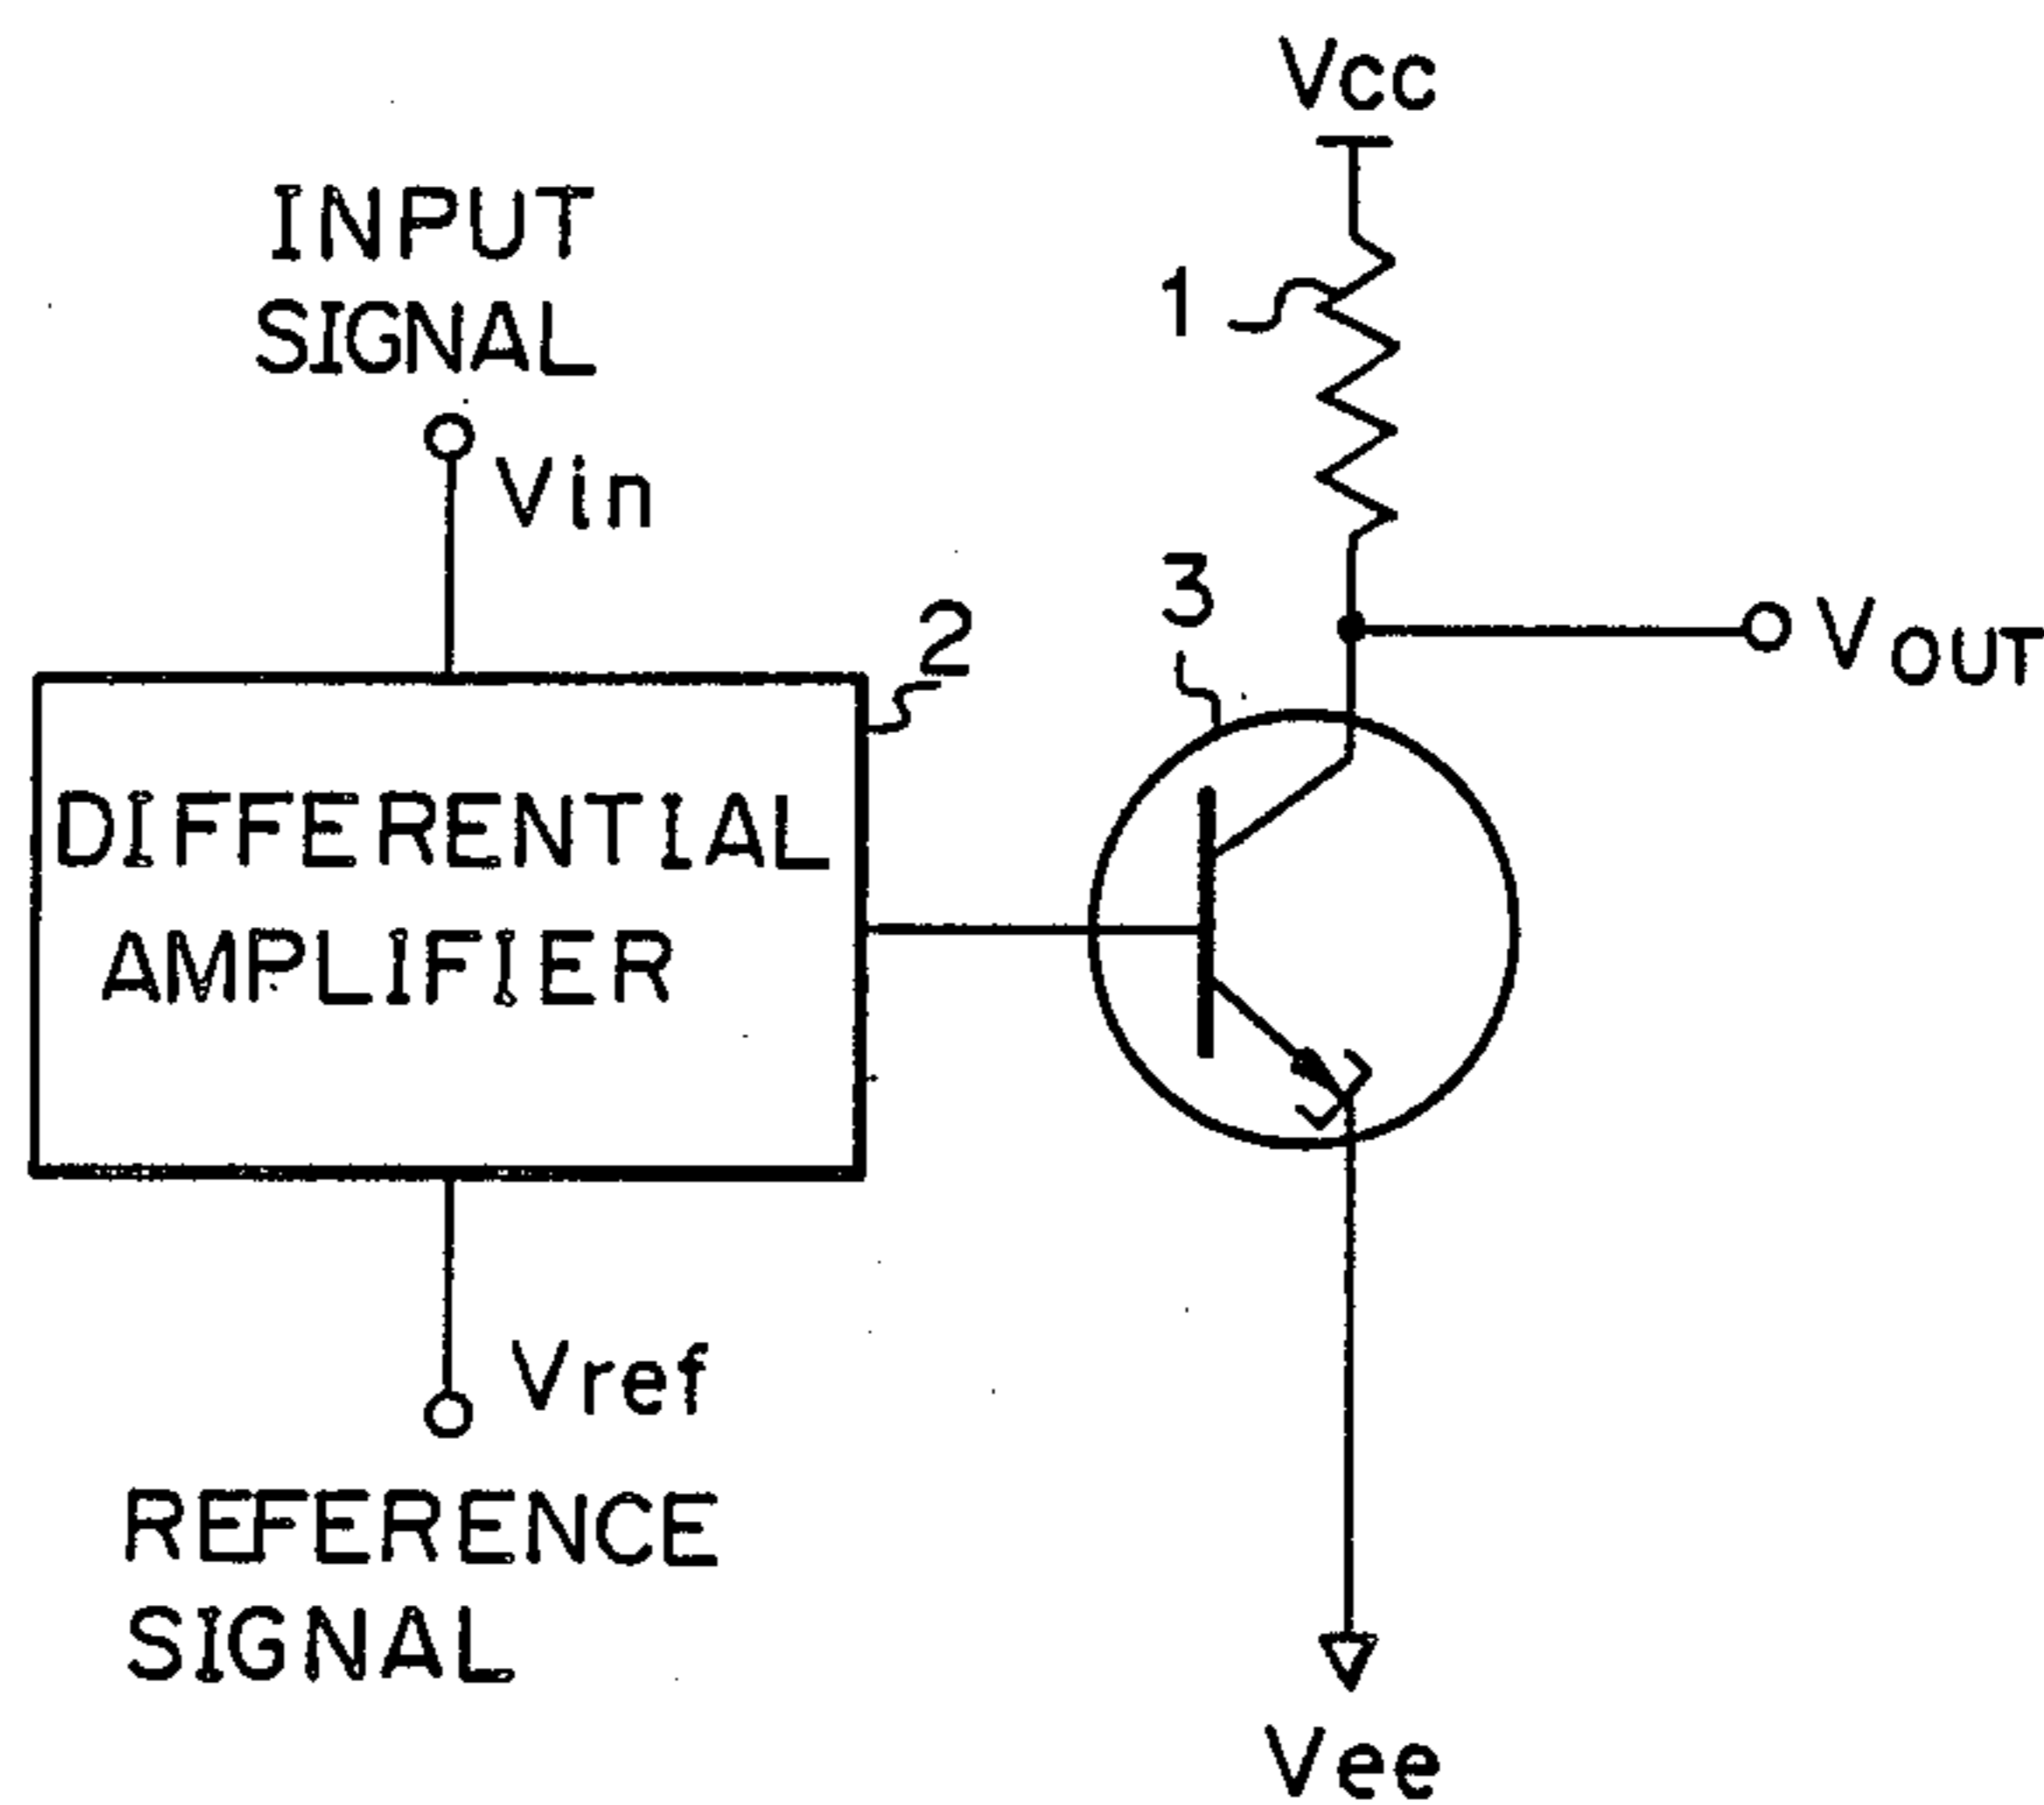 Vcc
INPUT
SIGNAL
Vin
1
3
2
VOUT
DIFFERENTIAL
AMPLIFIER
Vref
REFERENCE
SIGNAL
Vee